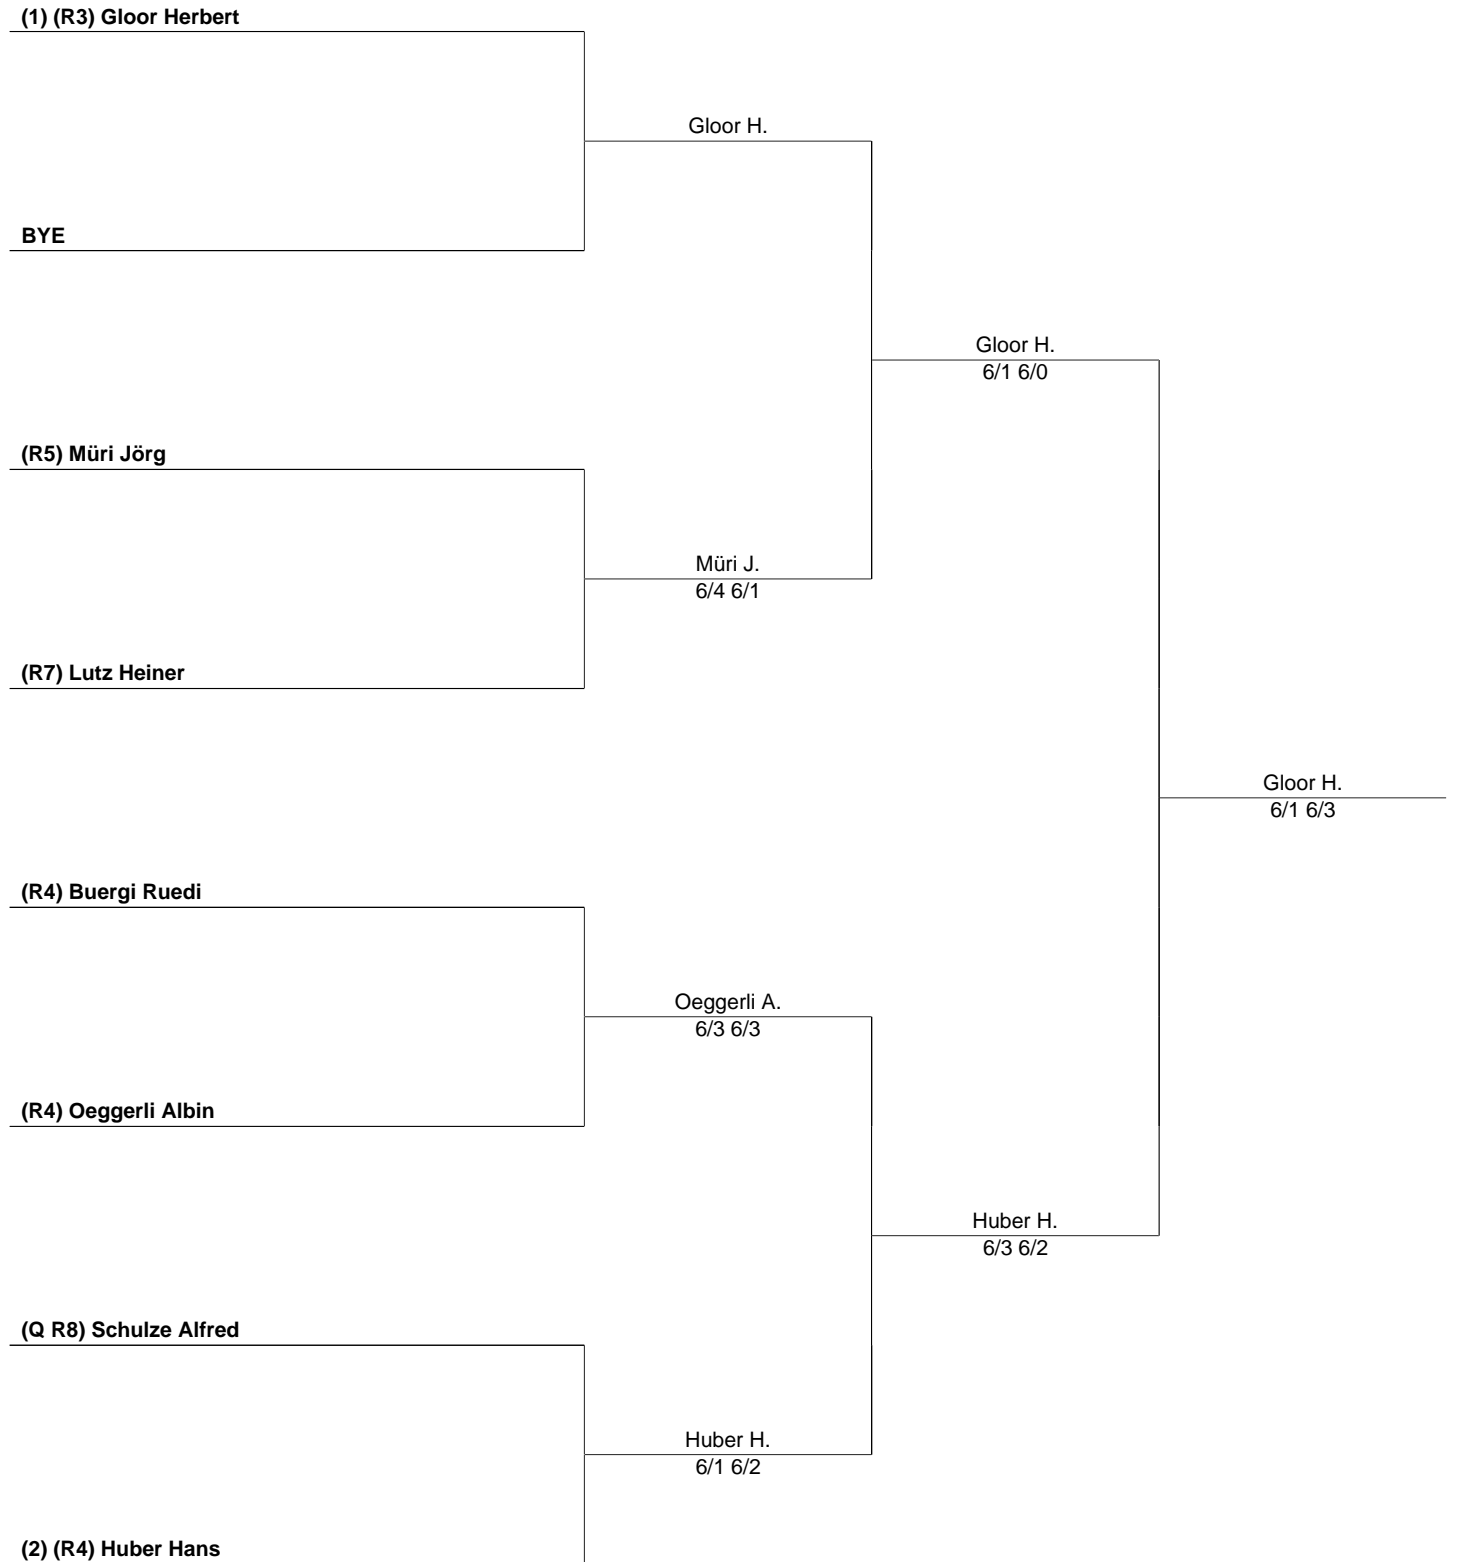 (1) (R3) Gloor Herbert
Gloor H.
BYE
Gloor H.
6/1 6/0
(R5) Müri Jörg
Müri J.
6/4 6/1
(R7) Lutz Heiner
Gloor H.
6/1 6/3
(R4) Buergi Ruedi
Oeggerli A.
6/3 6/3
(R4) Oeggerli Albin
Huber H.
6/3 6/2
(Q R8) Schulze Alfred
Huber H.
6/1 6/2
(2) (R4) Huber Hans